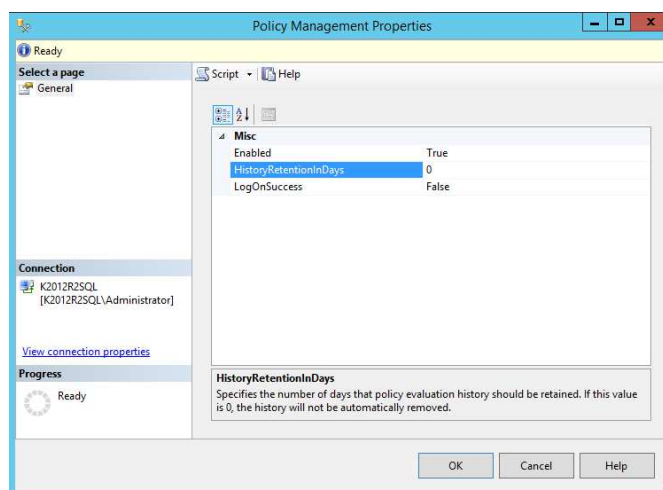 Policy Management Properties
Ready
Select a page
General
Script
Help
Misc
Enabled True
HistoryRetentionInDays 0
LogOnSuccess False
Connection
K2012R2SQL
[K2012R2SQL\Administrator]
View connection properties
Progress
Ready
HistoryRetentionInDays
Specifies the number of days that policy evaluation history should be retained. If this value
is 0, the history will not be automatically removed.
OK Cancel Help